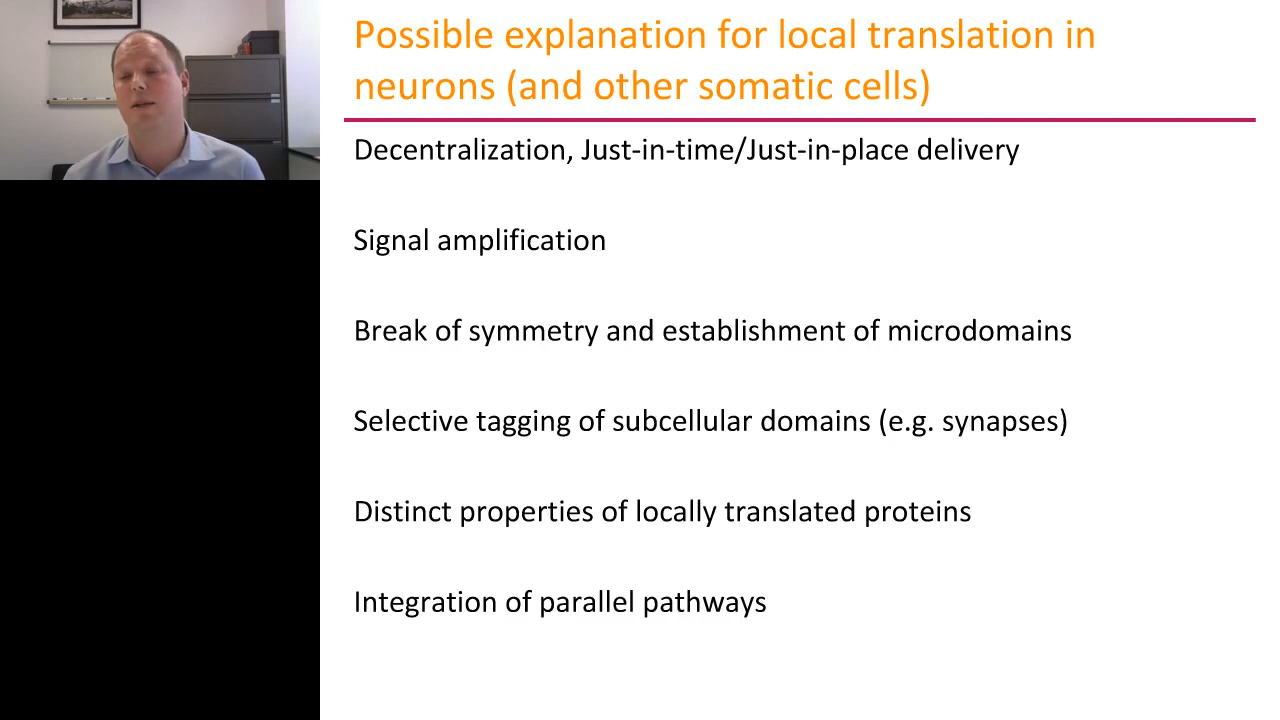 Possible explanation for local translation in
neurons (and other somatic cells)
Decentralization, Just-in-time/Just-in-place delivery
Signal amplification
Break of symmetry and establishment of microdomains
Selective tagging of subcellular domains (e.g. synapses)
Distinct properties of locally translated proteins
Integration of parallel pathways